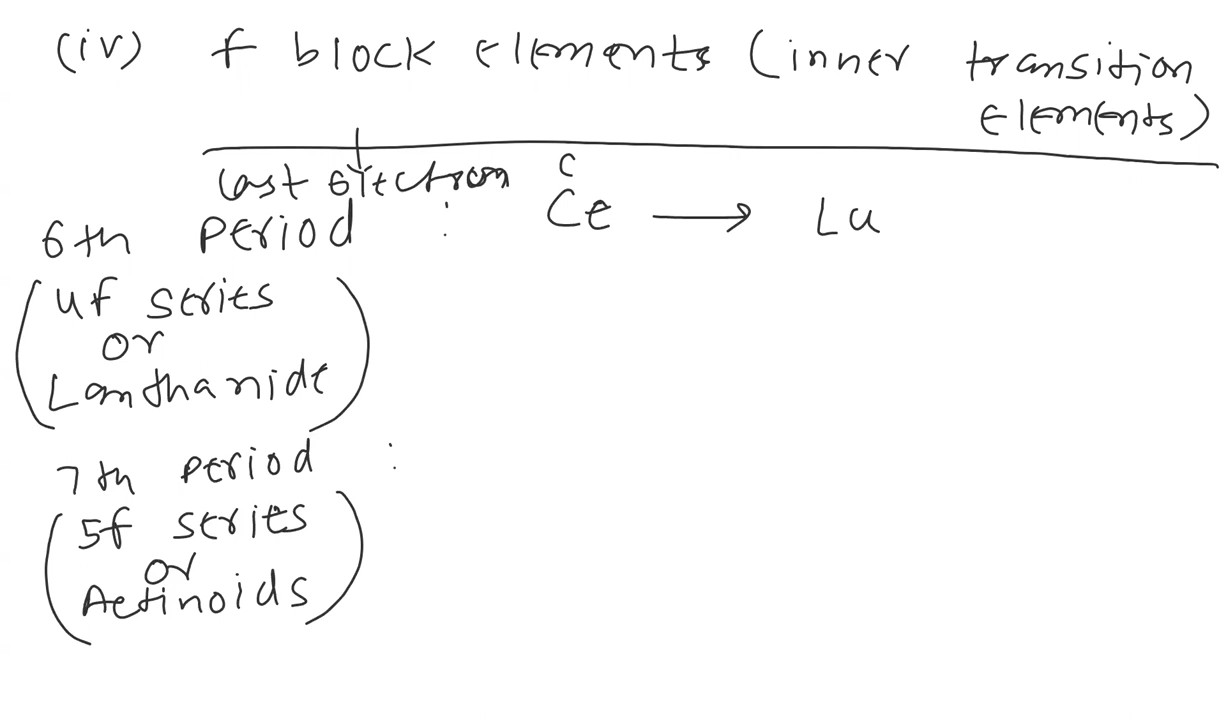 (iv) f block elements (inner transition
elements)
Last electron C
6th period : Ce → Lu
(4f series
or
Lanthanide)
7th period :
(5f series
or
Actinoids)